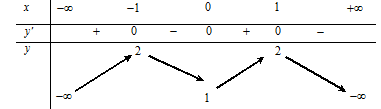 x −∞ −1 0 1 +∞
y' + 0 − 0 + 0 −
y 2 2
−∞ 1 −∞